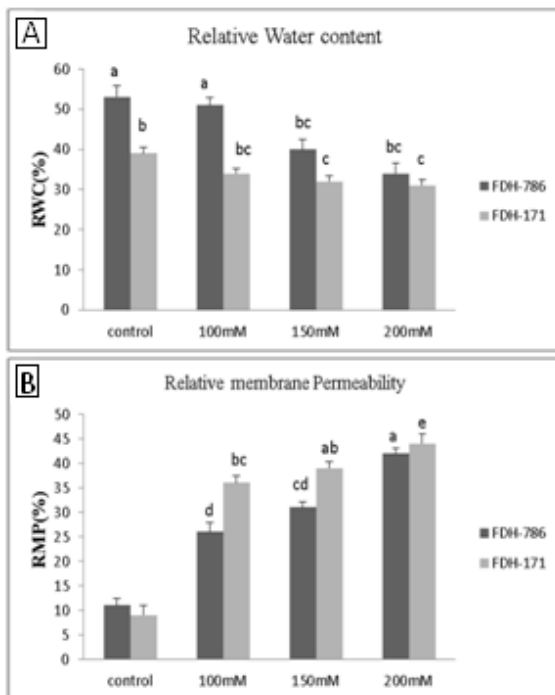 A
Relative Water content
60
50
40
30
20
10
0
RWC(%)
a
b
a
bc
bc
c
bc
c
control
100mM
150mM
200mM
FDH-786
FDH-171
B
Relative membrane Permeability
50
45
40
35
30
25
20
15
10
5
0
RMP(%)
d
bc
cd
ab
a
e
control
100mM
150mM
200mM
FDH-786
FDH-171